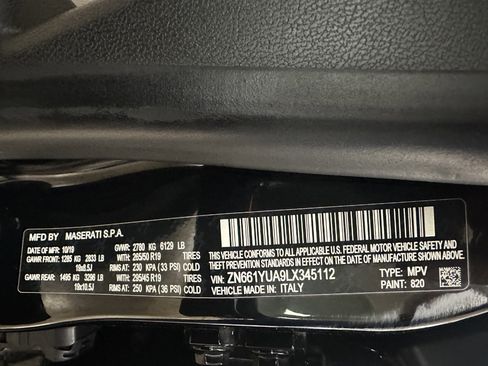 MFD BY MASERATI S.P.A.
DATE OF MFR: 10/19 GVWR: 2780 KG 6129 LB
GAWR FRONT: 1285 KG 2833 LB WITH 265/50 R19 TIRES
RIMS AT: 230 KPA (33 PSI) COLD
GAWR REAR: 1495 KG 3296 LB WITH 295/45 R19 TIRES
RIMS AT: 250 KPA (36 PSI) COLD
THIS VEHICLE CONFORMS TO ALL APPLICABLE U.S. FEDERAL MOTOR VEHICLE SAFETY AND
THEFT PREVENTION STANDARDS IN EFFECT ON THE DATE OF MANUFACTURE SHOWN ABOVE.
VIN: ZN661YUA9LX345112 TYPE: MPV
VEHICLE MADE IN: ITALY PAINT: 820